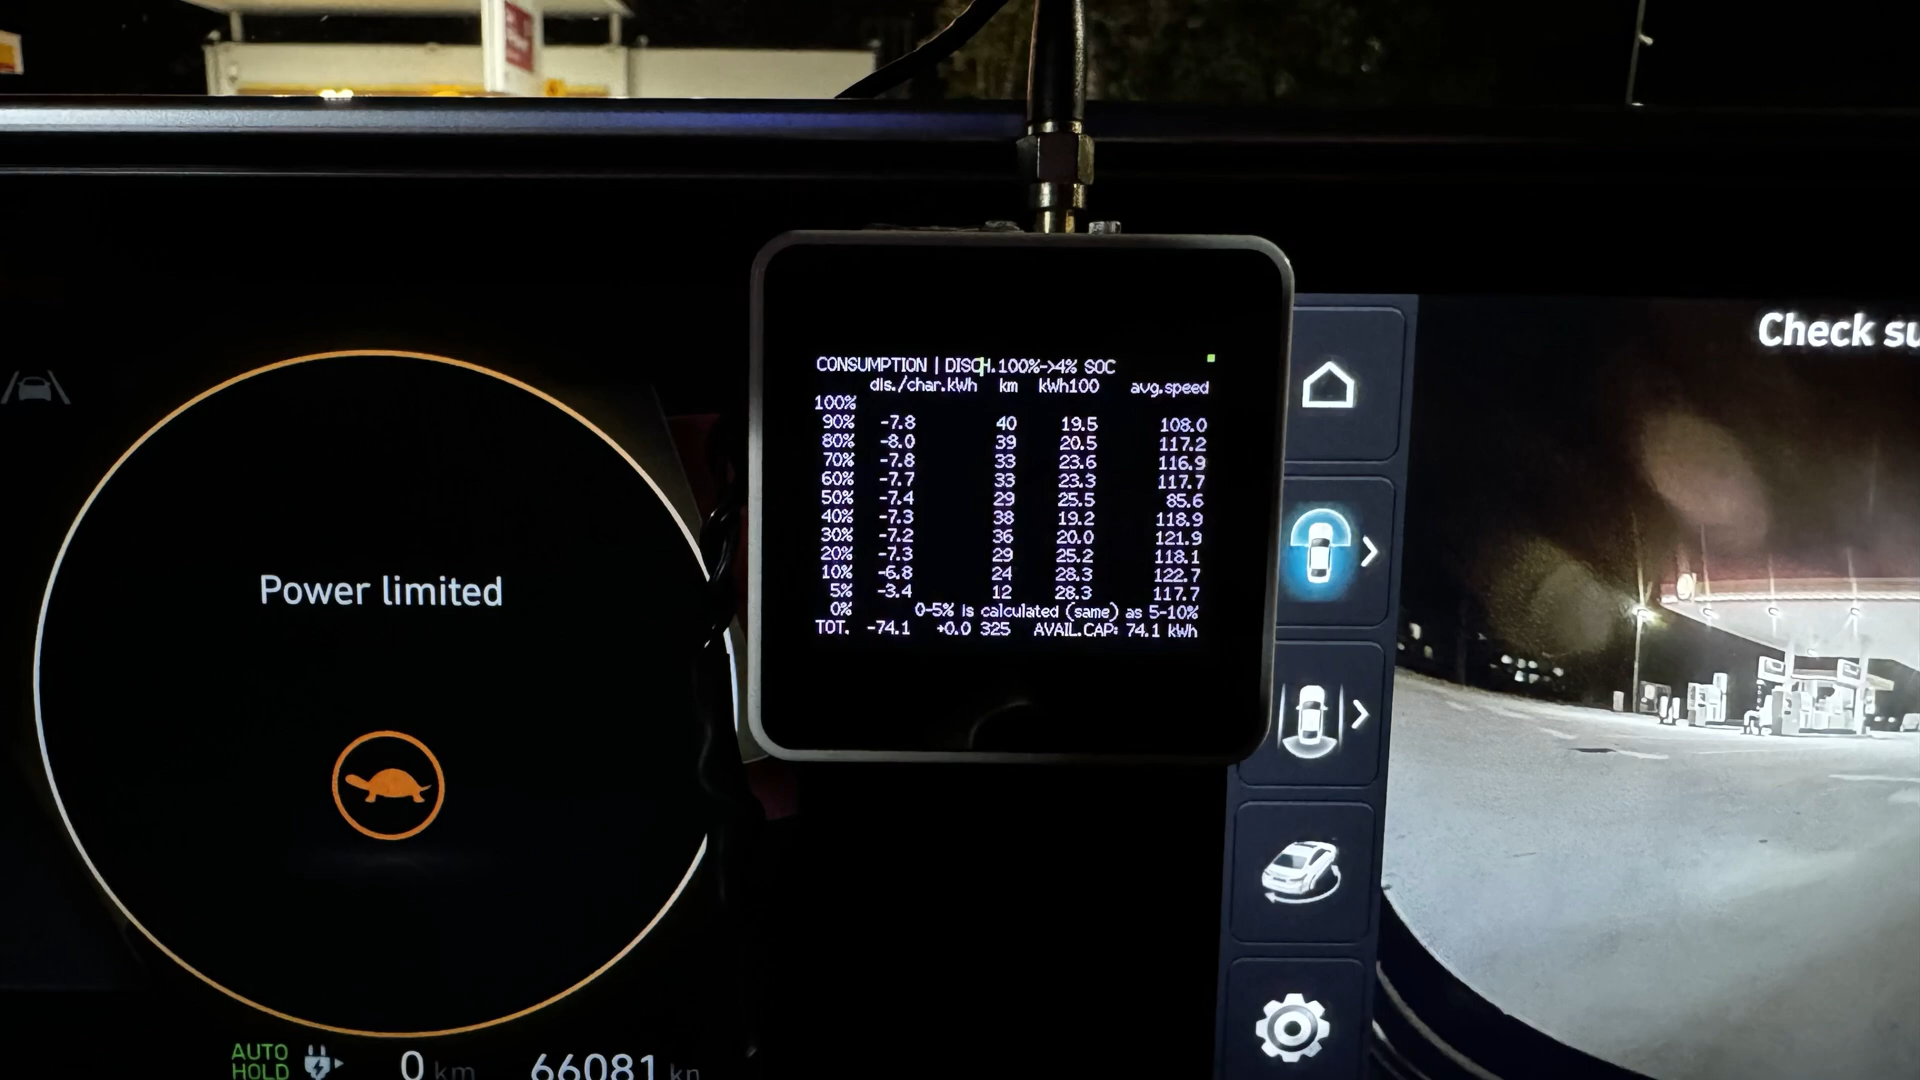 Power limited
AUTO
HOLD
0 km
66081
CONSUMPTION | DISCH.100%->4% SOC
dis./char.kWh km kWh100 avg.speed
100%
90% -7.8 40 19.5 108.0
80% -8.0 39 20.5 117.2
70% -7.8 33 23.6 116.9
60% -7.7 33 23.3 117.7
50% -7.4 29 25.5 85.6
40% -7.3 38 19.2 118.9
30% -7.2 36 20.0 121.9
20% -7.3 29 25.2 118.1
10% -6.8 24 28.3 122.7
5% -3.4 12 28.3 117.7
0% 0-5% is calculated (same) as 5-10%
TOT. -74.1 +0.0 325 AVAIL.CAP: 74.1 kWh
Check su